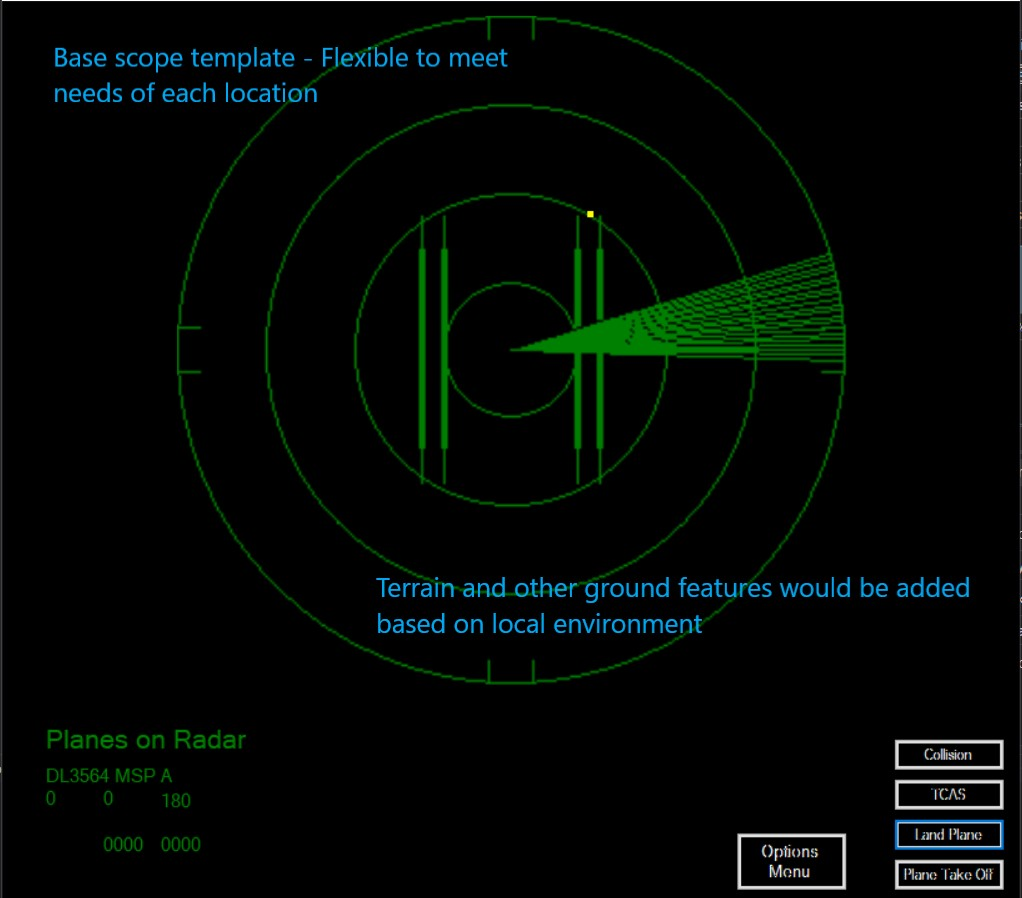 Base scope template - Flexible to meet
needs of each location
Terrain and other ground features would be added
based on local environment
Planes on Radar
DL3564 MSP A
0 0 180
0000 0000
Collision
TCAS
Land Plane
Plane Take Off
Options
Menu